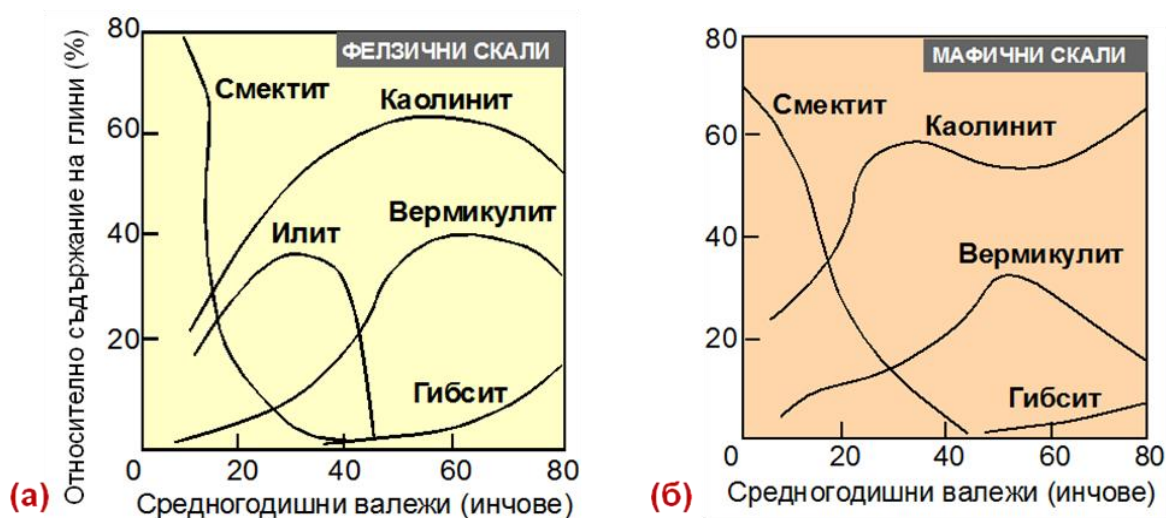 Относително съдържание на глини (%)
80
60
40
20
ФЕЛЗИЧНИ СКАЛИ
Смектит
Каолинит
Илит
Вермикулит
Гибсит
0 20 40 60 80
Средногодишни валежи (инчове)
(а)
80
60
40
20
МАФИЧНИ СКАЛИ
Смектит
Каолинит
Вермикулит
Гибсит
0 20 40 60 80
Средногодишни валежи (инчове)
(б)